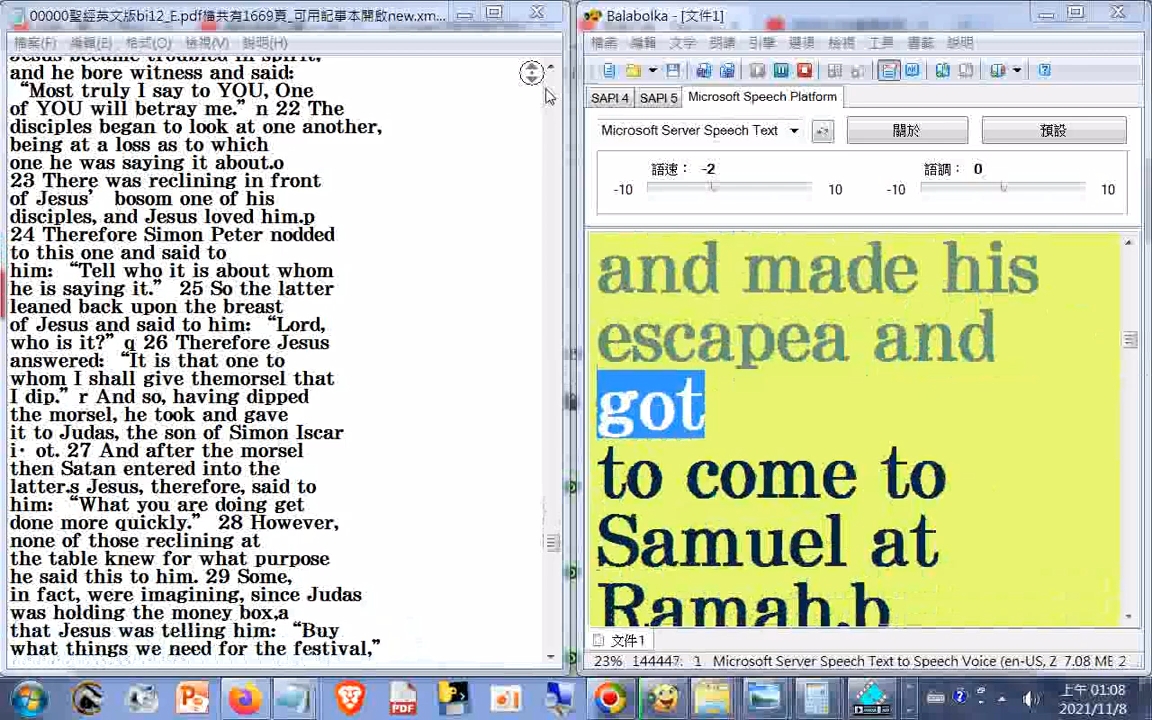 00000聖經英文版bi12_E.pdf檔共有1669頁_可用記事本開啟new.xm...
檔案(F) 編輯(E) 格式(O) 檢視(V) 說明(H)
Jesus became troubled in spirit,
and he bore witness and said:
“Most truly I say to YOU, One
of YOU will betray me.” n 22 The
disciples began to look at one another,
being at a loss as to which
one he was saying it about.o
23 There was reclining in front
of Jesus’ bosom one of his
disciples, and Jesus loved him.p
24 Therefore Simon Peter nodded
to this one and said to
him: “Tell who it is about whom
he is saying it.” 25 So the latter
leaned back upon the breast
of Jesus and said to him: “Lord,
who is it?” q 26 Therefore Jesus
answered: “It is that one to
whom I shall give themorsel that
I dip.” r And so, having dipped
the morsel, he took and gave
it to Judas, the son of Simon Iscar
i· ot. 27 And after the morsel
then Satan entered into the
latter.s Jesus, therefore, said to
him: “What you are doing get
done more quickly.” 28 However,
none of those reclining at
the table knew for what purpose
he said this to him. 29 Some,
in fact, were imagining, since Judas
was holding the money box,a
that Jesus was telling him: “Buy
what things we need for the festival,”
Balabolka - [文件1]
檔案 編輯 文字 朗讀 引擎 選項 檢視 工具 書籤 說明
SAPI 4 SAPI 5 Microsoft Speech Platform
Microsoft Server Speech Text 關於 預設
語速： -2 語調： 0
-10 10 -10 10
and made his
escapea and
got
to come to
Samuel at
Ramah.b
文件1
23% 144447: 1 Microsoft Server Speech Text to Speech Voice (en-US, Z 7.08 MB 2
PDF
上午 01:08
2021/11/8